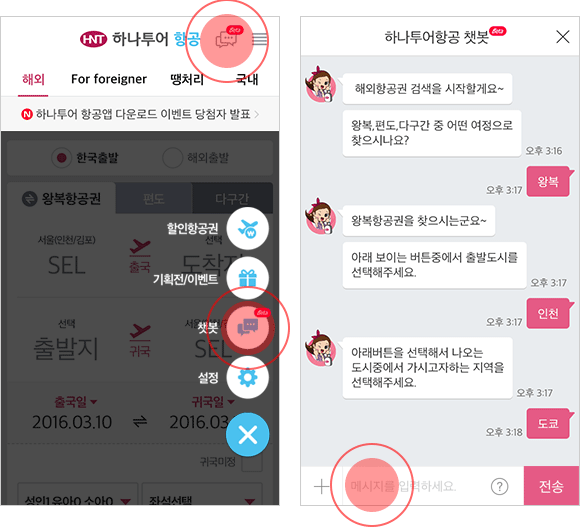 HNT 하나투어 항공
Beta
해외 For foreigner 땡처리 국내
N 하나투어 항공앱 다운로드 이벤트 당첨자 발표 >
한국출발 해외출발
왕복항공권 편도 다구간
할인항공권
서울(인천/김포) 선택
SEL 출국 도착지
기획전/이벤트
챗봇 Beta
선택 서울(인천/김포)
출발지 귀국 SEL
설정
출국일 귀국일
2016.03.10 2016.03
귀국미정
성인1 유아0 소아0 좌석선택
하나투어항공 챗봇 Beta
해외항공권 검색을 시작할게요~
왕복,편도,다구간 중 어떤 여정으로
찾으시나요?
오후 3:16
오후 3:17 왕복
왕복항공권을 찾으시는군요~
아래 보이는 버튼중에서 출발도시를
선택해주세요.
오후 3:17
오후 3:17 인천
아래버튼을 선택해서 나오는
도시중에서 가시고자하는 지역을
선택해주세요.
오후 3:17
오후 3:18 도쿄
메시지를 입력하세요. ? 전송